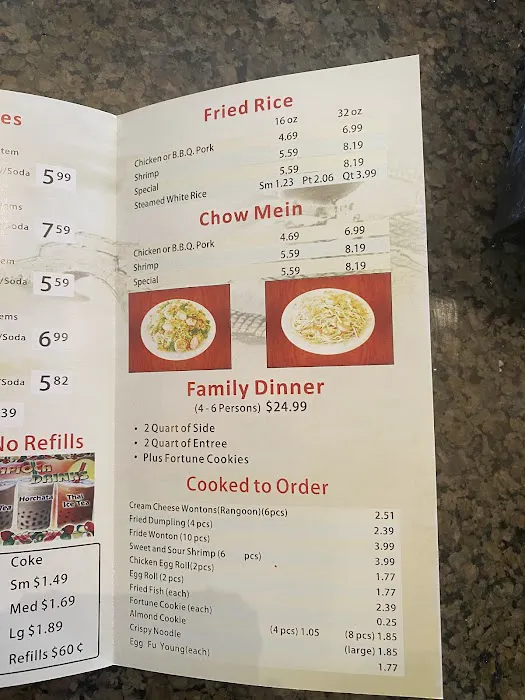 es
tem
/Soda 5.99
ems
Soda 7.59
em
/Soda 5.59
ems
/Soda 6.99
/Soda 5.82
39
No Refills
DRINKS
Horchata
Thai
Ice Tea
Coke
Sm $1.49
Med $1.69
Lg $1.89
Refills $60 ¢
Fried Rice
16 oz 32 oz
Chicken or B.B.Q. Pork 4.69 6.99
Shrimp 5.59 8.19
Special 5.59 8.19
Steamed White Rice Sm 1.23 Pt 2.06 Qt 3.99
Chow Mein
Chicken or B.B.Q. Pork 4.69 6.99
Shrimp 5.59 8.19
Special 5.59 8.19
Family Dinner
(4 - 6 Persons) $24.99
• 2 Quart of Side
• 2 Quart of Entree
• Plus Fortune Cookies
Cooked to Order
Cream Cheese Wontons(Rangoon)(6pcs) 2.51
Fried Dumpling (4 pcs) 2.39
Fride Wonton (10 pcs) 3.99
Sweet and Sour Shrimp (6 pcs) 3.99
Chicken Egg Roll(2pcs) 1.77
Egg Roll (2 pcs) 1.77
Fried Fish (each) 2.39
Fortune Cookie (each) 0.25
Almond Cookie (4 pcs) 1.05 (8 pcs) 1.85
Crispy Noodle (large) 1.85
Egg Fu Young(each) 1.77